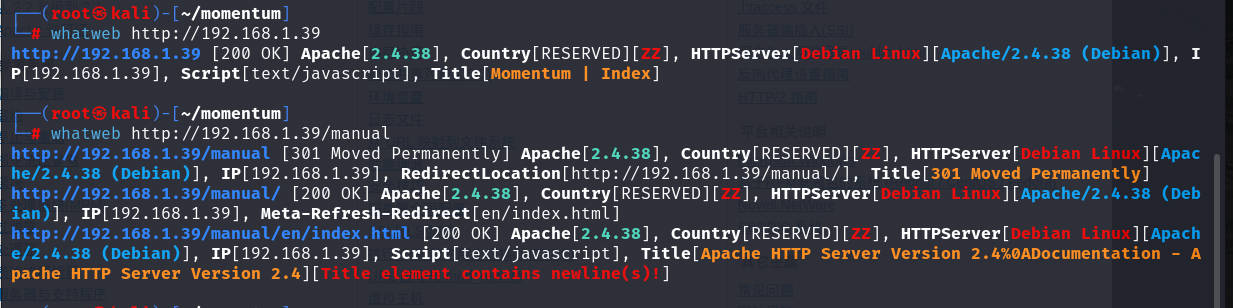 ┌──(root㉿kali)-[~/momentum]
└─# whatweb http://192.168.1.39
http://192.168.1.39 [200 OK] Apache[2.4.38], Country[RESERVED][ZZ], HTTPServer[Debian Linux][Apache/2.4.38 (Debian)], I
P[192.168.1.39], Script[text/javascript], Title[Momentum | Index]
┌──(root㉿kali)-[~/momentum]
└─# whatweb http://192.168.1.39/manual
http://192.168.1.39/manual [301 Moved Permanently] Apache[2.4.38], Country[RESERVED][ZZ], HTTPServer[Debian Linux][Apac
he/2.4.38 (Debian)], IP[192.168.1.39], RedirectLocation[http://192.168.1.39/manual/], Title[301 Moved Permanently]
http://192.168.1.39/manual/ [200 OK] Apache[2.4.38], Country[RESERVED][ZZ], HTTPServer[Debian Linux][Apache/2.4.38 (Deb
ian)], IP[192.168.1.39], Meta-Refresh-Redirect[en/index.html]
http://192.168.1.39/manual/en/index.html [200 OK] Apache[2.4.38], Country[RESERVED][ZZ], HTTPServer[Debian Linux][Apach
e/2.4.38 (Debian)], IP[192.168.1.39], Script[text/javascript], Title[Apache HTTP Server Version 2.4%0ADocumentation - A
pache HTTP Server Version 2.4][Title element contains newline(s)!]